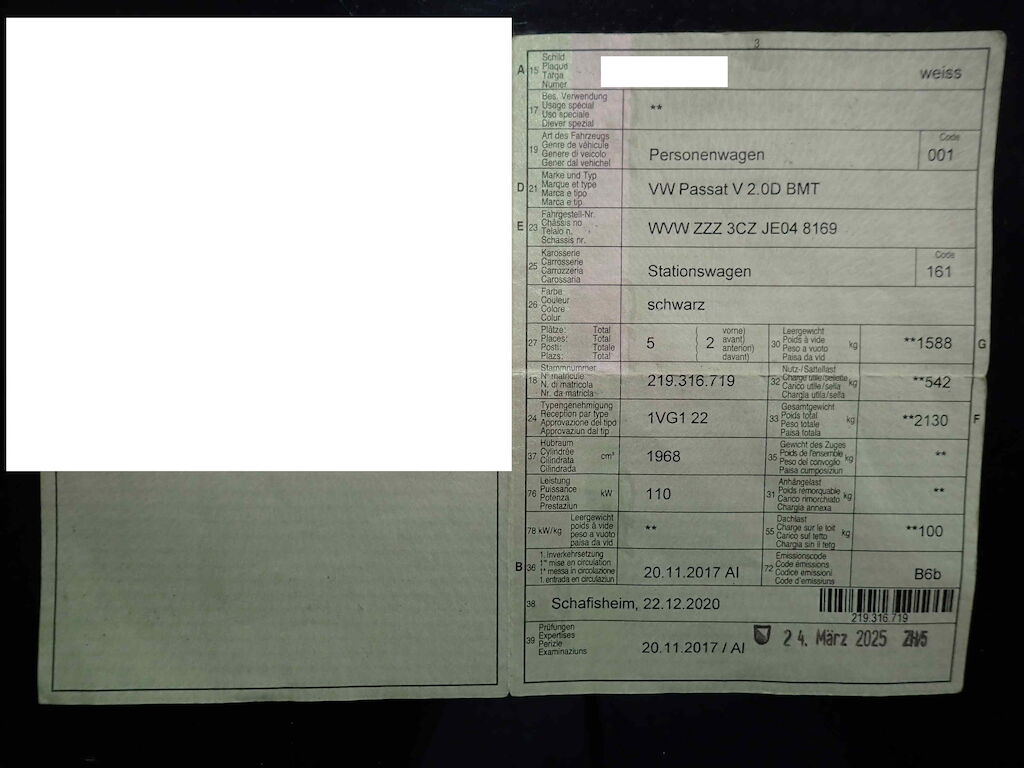 3
A 15 Schild
Plaque
Targa
Numer
weiss
17 Bes. Verwendung
Usage spécial
Uso speciale
Diever spezial
**
19 Art des Fahrzeugs
Genre de véhicule
Genere di veicolo
Gener dal vehichel
Personenwagen
Code
001
D 21 Marke und Typ
Marque et type
Marca e tipo
Marca e tip
VW Passat V 2.0D BMT
E 23 Fahrgestell-Nr.
Châssis no
Telaio n.
Schassis nr.
WVW ZZZ 3CZ JE04 8169
25 Karosserie
Carrosserie
Carrozzeria
Carossaria
Stationswagen
Code
161
26 Farbe
Couleur
Colore
Colur
schwarz
27 Plätze: Total
Places: Total
Posti: Totale
Plazs: Total
5
( 2 vorne)
avant)
anteriori)
davant)
30 Leergewicht
Poids à vide
Peso a vuoto
Paisa da vid
kg
**1588
G
18 Stammnummer
N° matricule
N. di matricola
Nr. da matricla
219.316.719
32 Nutz-/Sattellast
Charge utile/sellette
Carico utile/sella
Chargia utila/sella
kg
**542
24 Typengenehmigung
Réception par type
Approvazione del tipo
Approvaziun dal tip
1VG1 22
33 Gesamtgewicht
Poids total
Peso totale
Paisa totala
kg
**2130
F
37 Hubraum
Cylindrée
Cilindrata
Cilindrada
cm³
1968
35 Gewicht des Zuges
Poids de l'ensemble
Peso del convoglio
Paisa cumposiziun
kg
**
76 Leistung
Puissance
Potenza
Prestaziun
kW
110
31 Anhängelast
Poids remorquable
Carico rimorchiato
Chargia annexa
kg
**
78 kW/kg Leergewicht
poids à vide
peso a vuoto
paisa da vid
**
55 Dachlast
Charge sur le toit
Carico sul tetto
Chargia sin il tetg
kg
**100
B 36 1. Inverkehrsetzung
1re mise en circulation
1a messa in circolazione
1. entrada en circulaziun
20.11.2017 AI
72 Emissionscode
Code émissions
Codice emissioni
Code d'emissiuns
B6b
38 Schafisheim, 22.12.2020
219.316.719
39 Prüfungen
Expertises
Perizie
Examinaziuns
20.11.2017 / AI
24. März 2025 ZH/5